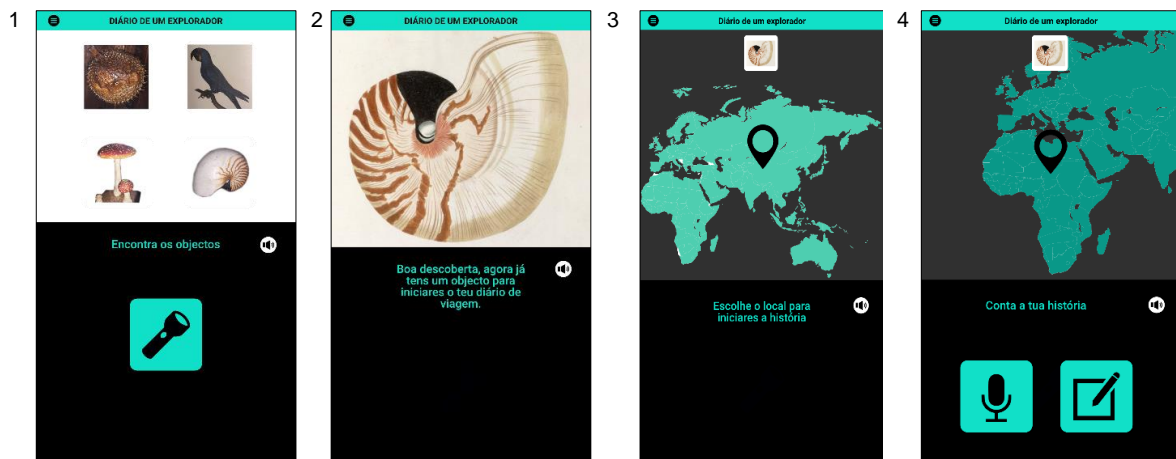 1
DIÁRIO DE UM EXPLORADOR
Encontra os objectos
2
DIÁRIO DE UM EXPLORADOR
Boa descoberta, agora já
tens um objecto para
iniciares o teu diário de
viagem.
3
Diário de um explorador
Escolhe o local para
iniciares a história
4
Diário de um explorador
Conta a tua história